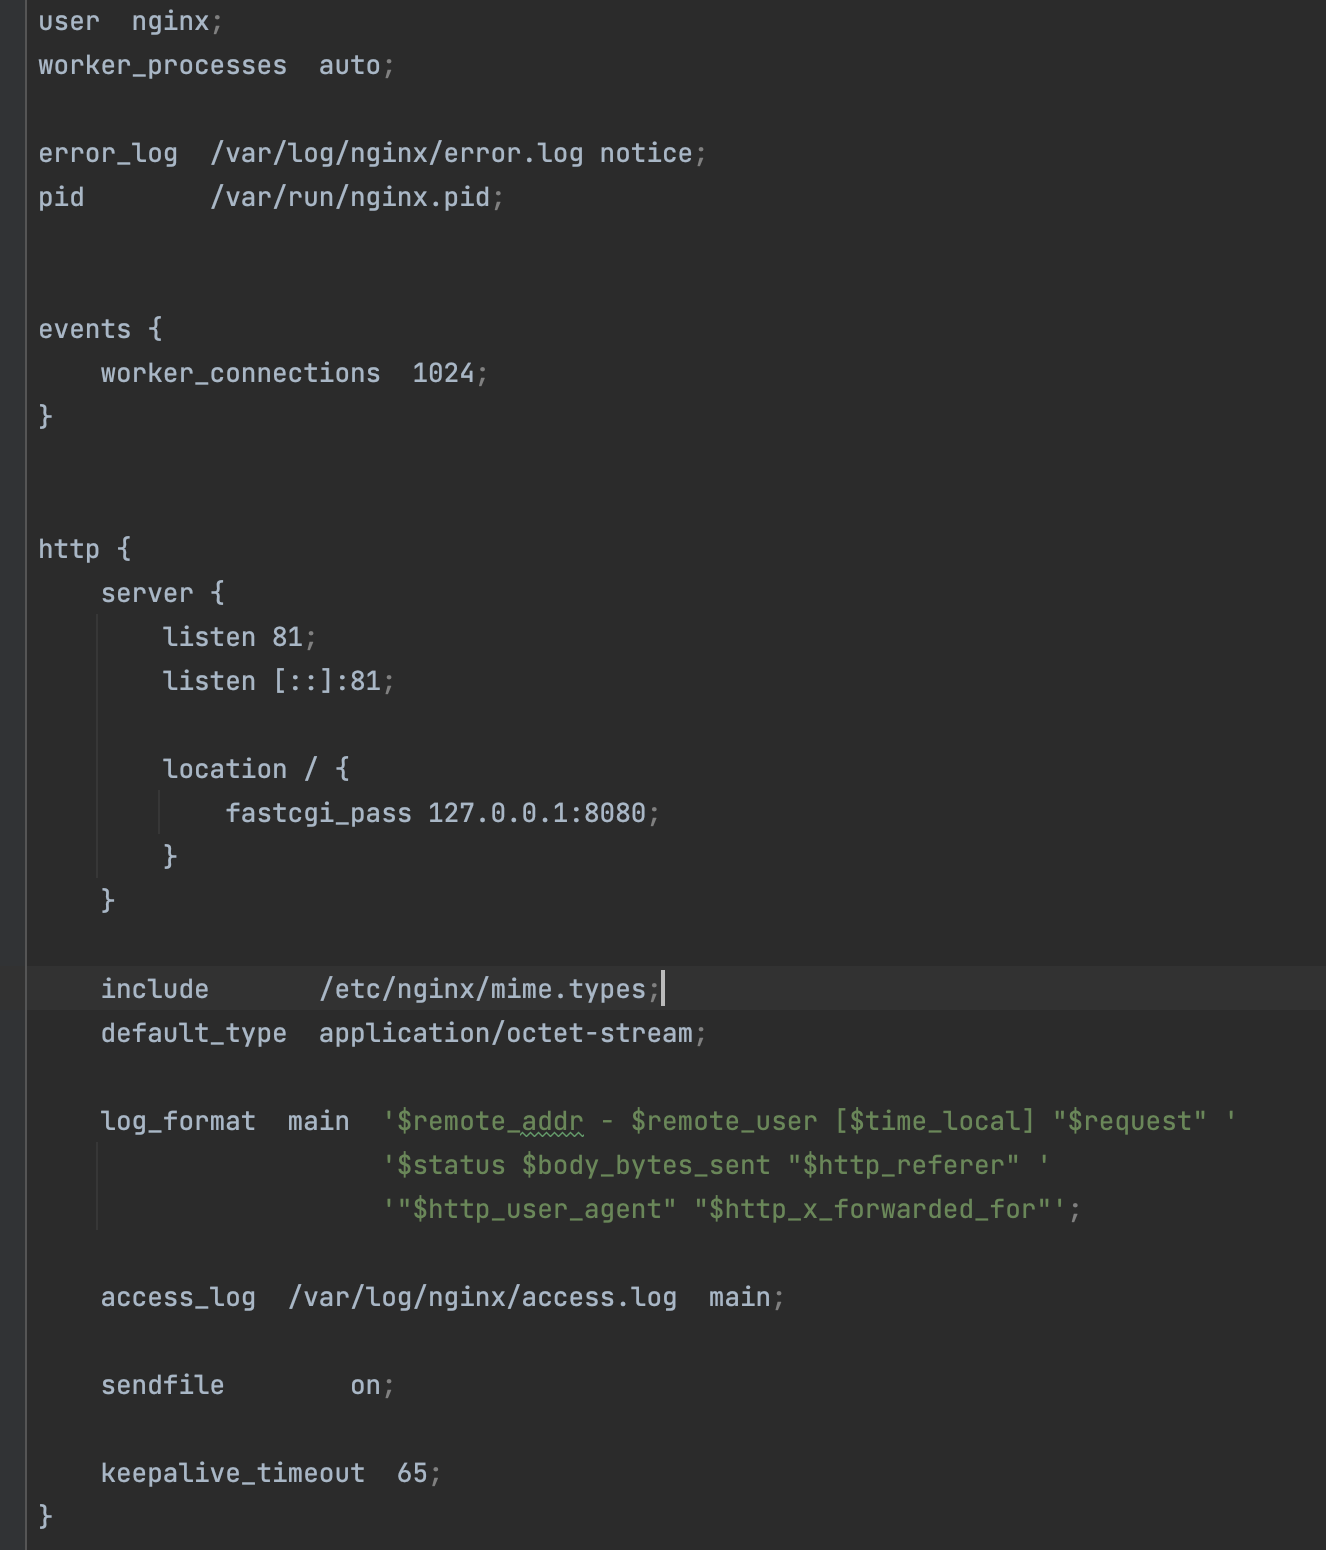 user  nginx;
worker_processes  auto;
error_log  /var/log/nginx/error.log notice;
pid        /var/run/nginx.pid;
events {
    worker_connections  1024;
}
http {
    server {
        listen 81;
        listen [::]:81;
        location / {
            fastcgi_pass 127.0.0.1:8080;
        }
    }
    include       /etc/nginx/mime.types;
    default_type  application/octet-stream;
    log_format  main  '$remote_addr - $remote_user [$time_local] "$request" '
                      '$status $body_bytes_sent "$http_referer" '
                      '"$http_user_agent" "$http_x_forwarded_for"';
    access_log  /var/log/nginx/access.log  main;
    sendfile        on;
    keepalive_timeout  65;
}